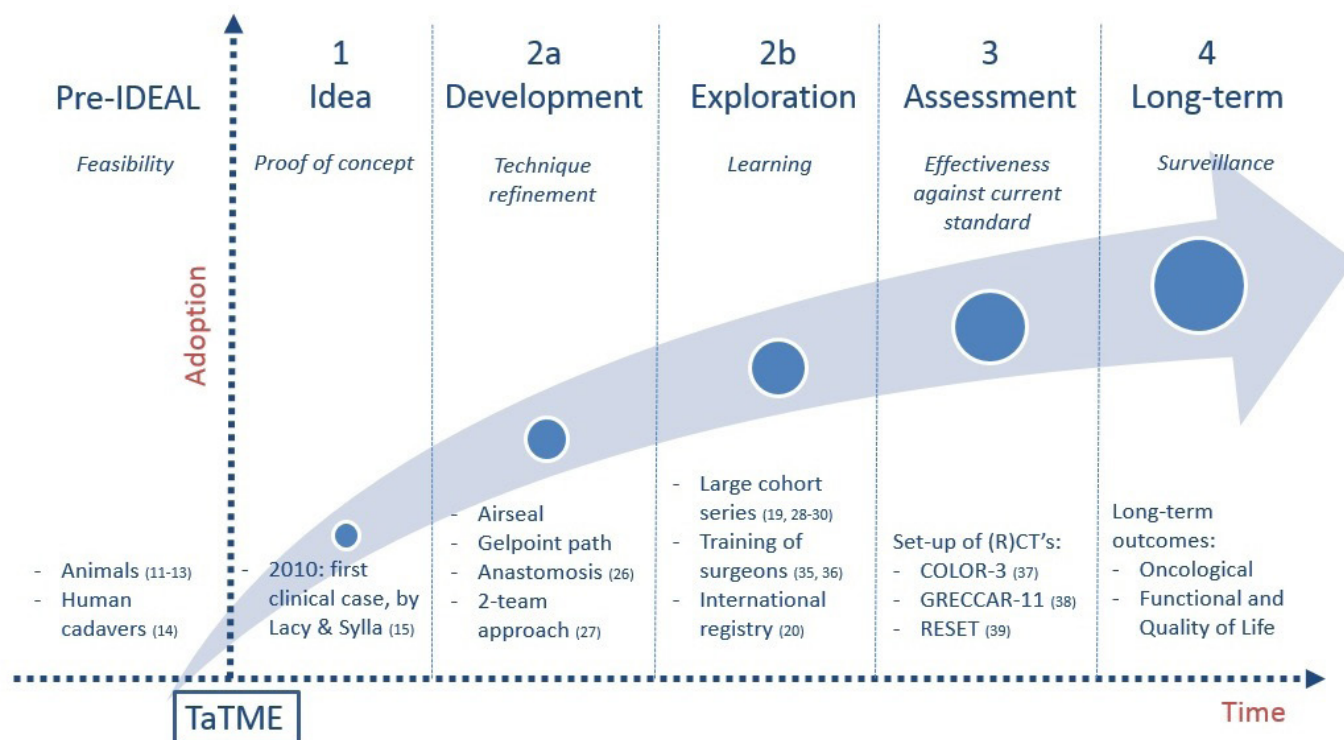 Pre-IDEAL
Feasibility
- Animals (11-13)
- Human
cadavers (14)
1
Idea
Proof of concept
- 2010: first
clinical case, by
Lacy & Sylla (15)
2a
Development
Technique
refinement
- Airseal
- Gelpoint path
- Anastomosis (26)
- 2-team
approach (27)
2b
Exploration
Learning
- Large cohort
series (19, 28-30)
- Training of
surgeons (35, 36)
- International
registry (20)
3
Assessment
Effectiveness
against current
standard
Set-up of (R)CT's:
- COLOR-3 (37)
- GRECCAR-11 (38)
- RESET (39)
4
Long-term
Surveillance
Long-term
outcomes:
- Oncological
- Functional and
Quality of Life
Adoption
TaTME
Time